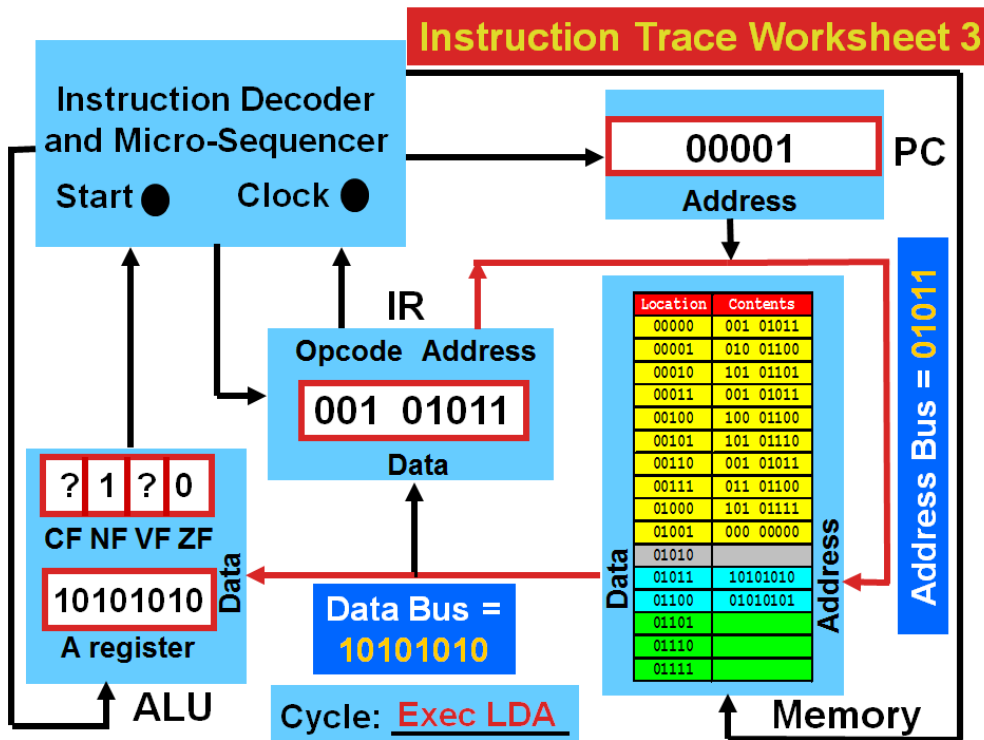 Instruction Trace Worksheet 3
Instruction Decoder
and Micro-Sequencer
Start
Clock
00001
PC
Address
IR
Opcode Address
001 01011
Data
? 1 ? 0
CF NF VF ZF
10101010
A register
Data
ALU
Data Bus =
10101010
Cycle: Exec LDA
Location Contents
00000 001 01011
00001 010 01100
00010 101 01101
00011 001 01011
00100 100 01100
00101 101 01110
00110 001 01011
00111 011 01100
01000 101 01111
01001 000 00000
01010
01011 10101010
01100 01010101
01101
01110
01111
Data
Address
Memory
Address Bus = 01011